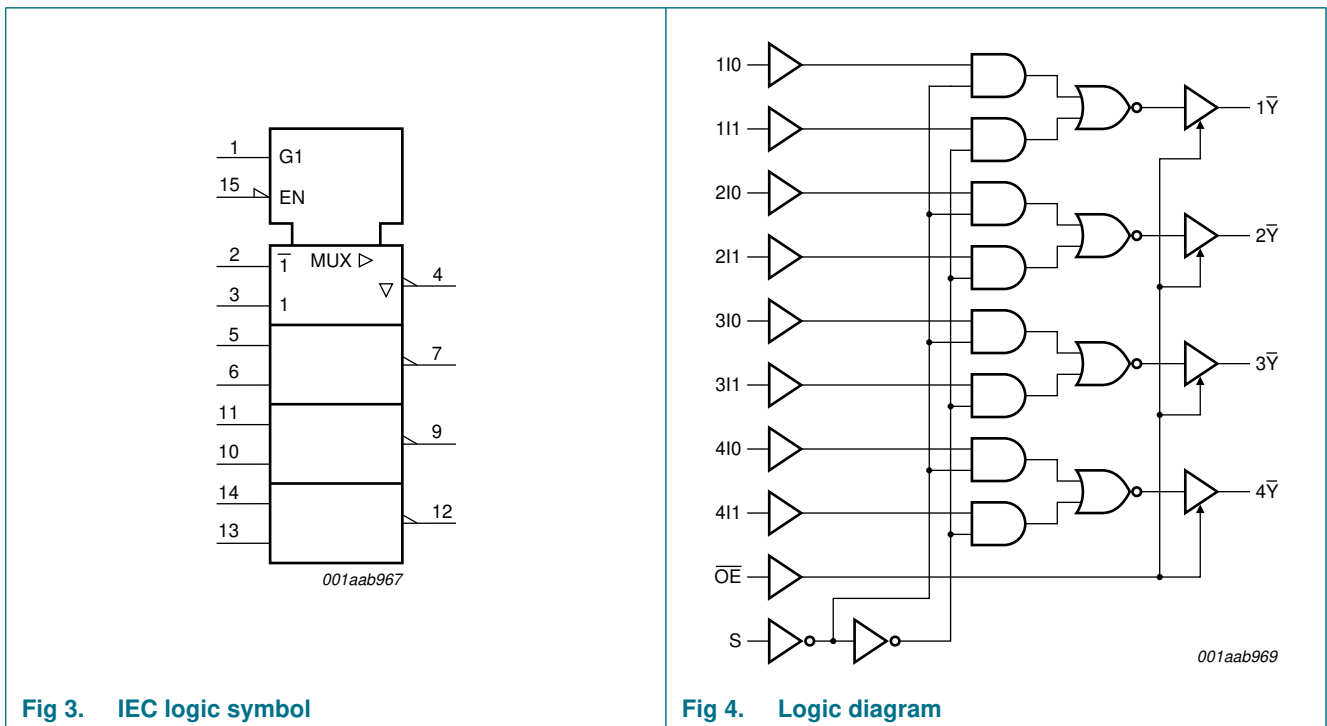 1
G1
15
EN
2
1̅
MUX
4
3
1
5
7
6
11
9
10
14
12
13
001aab967
Fig 3. IEC logic symbol
1I0
1Y̅
1I1
2I0
2Y̅
2I1
3I0
3Y̅
3I1
4I0
4Y̅
4I1
O̅E̅
S
001aab969
Fig 4. Logic diagram